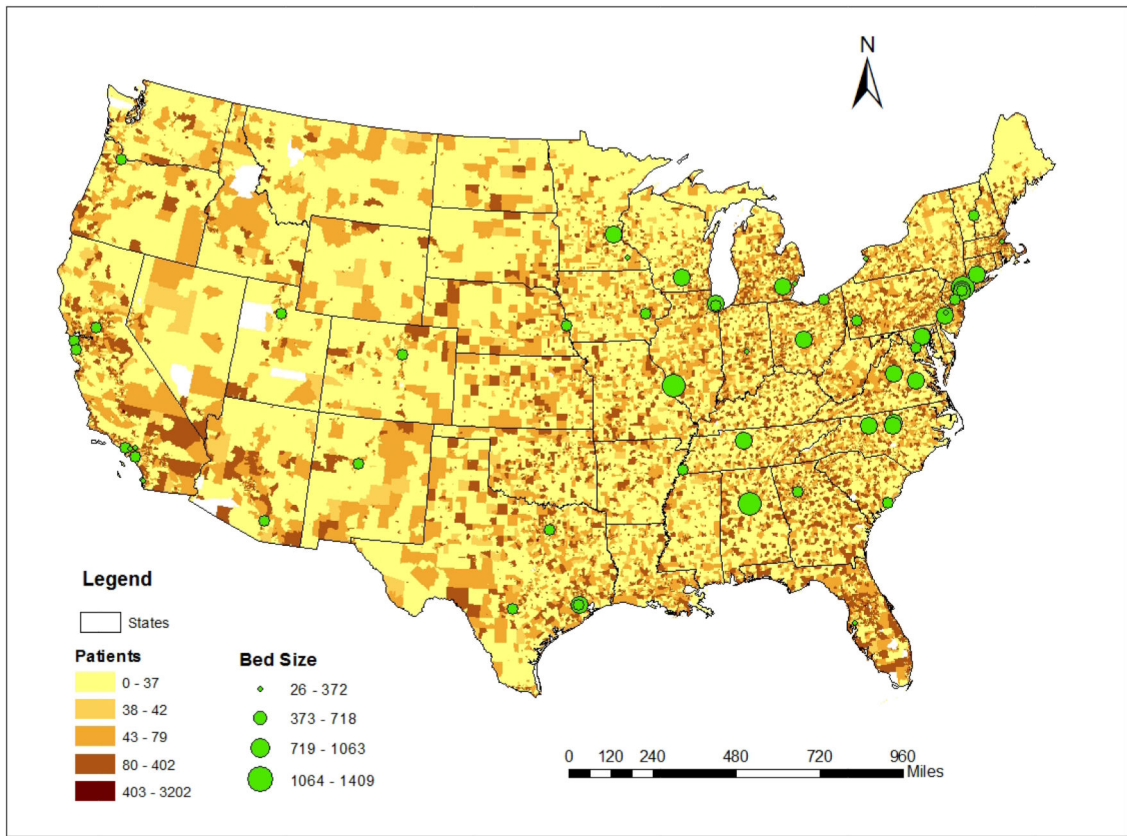 N
Legend
States
Patients
0 - 37
38 - 42
43 - 79
80 - 402
403 - 3202
Bed Size
26 - 372
373 - 718
719 - 1063
1064 - 1409
0 120 240 480 720 960
Miles